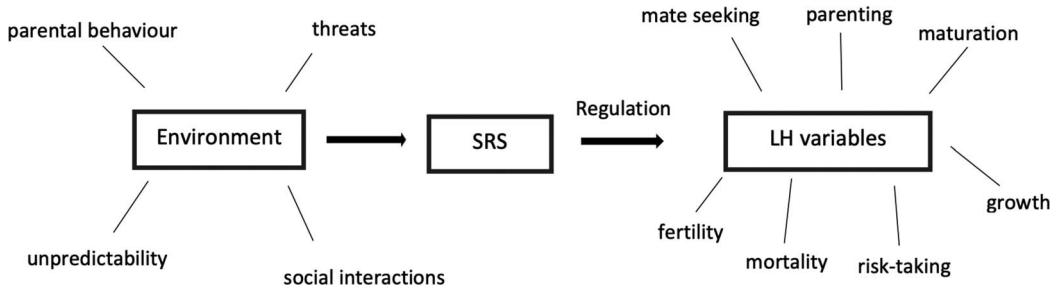 parental behaviour
threats
Environment
unpredictability
social interactions
SRS
Regulation
mate seeking
parenting
maturation
LH variables
growth
fertility
mortality
risk-taking